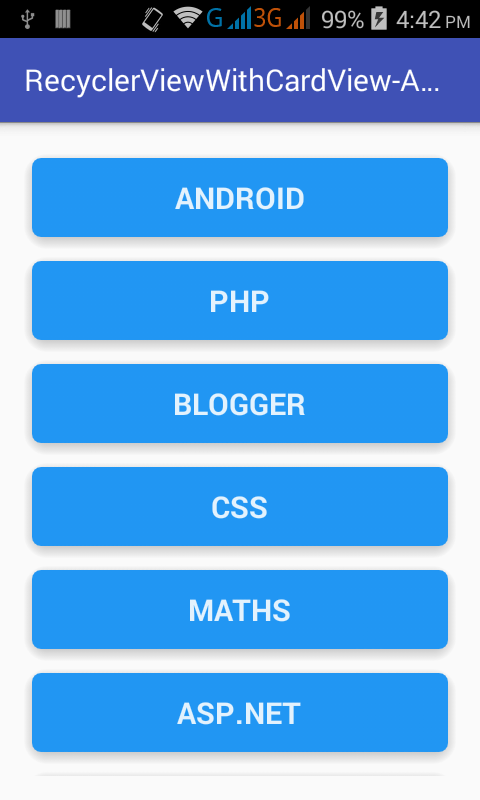 G 3G 99% 4:42 PM
RecyclerViewWithCardView-A...
ANDROID
PHP
BLOGGER
CSS
MATHS
ASP.NET